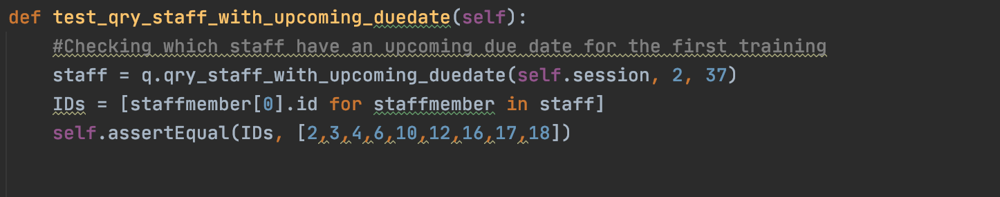 def test_qry_staff_with_upcoming_duedate(self):
#Checking which staff have an upcoming due date for the first training
staff = q.qry_staff_with_upcoming_duedate(self.session, 2, 37)
IDs = [staffmember[0].id for staffmember in staff]
self.assertEqual(IDs, [2,3,4,6,10,12,16,17,18])